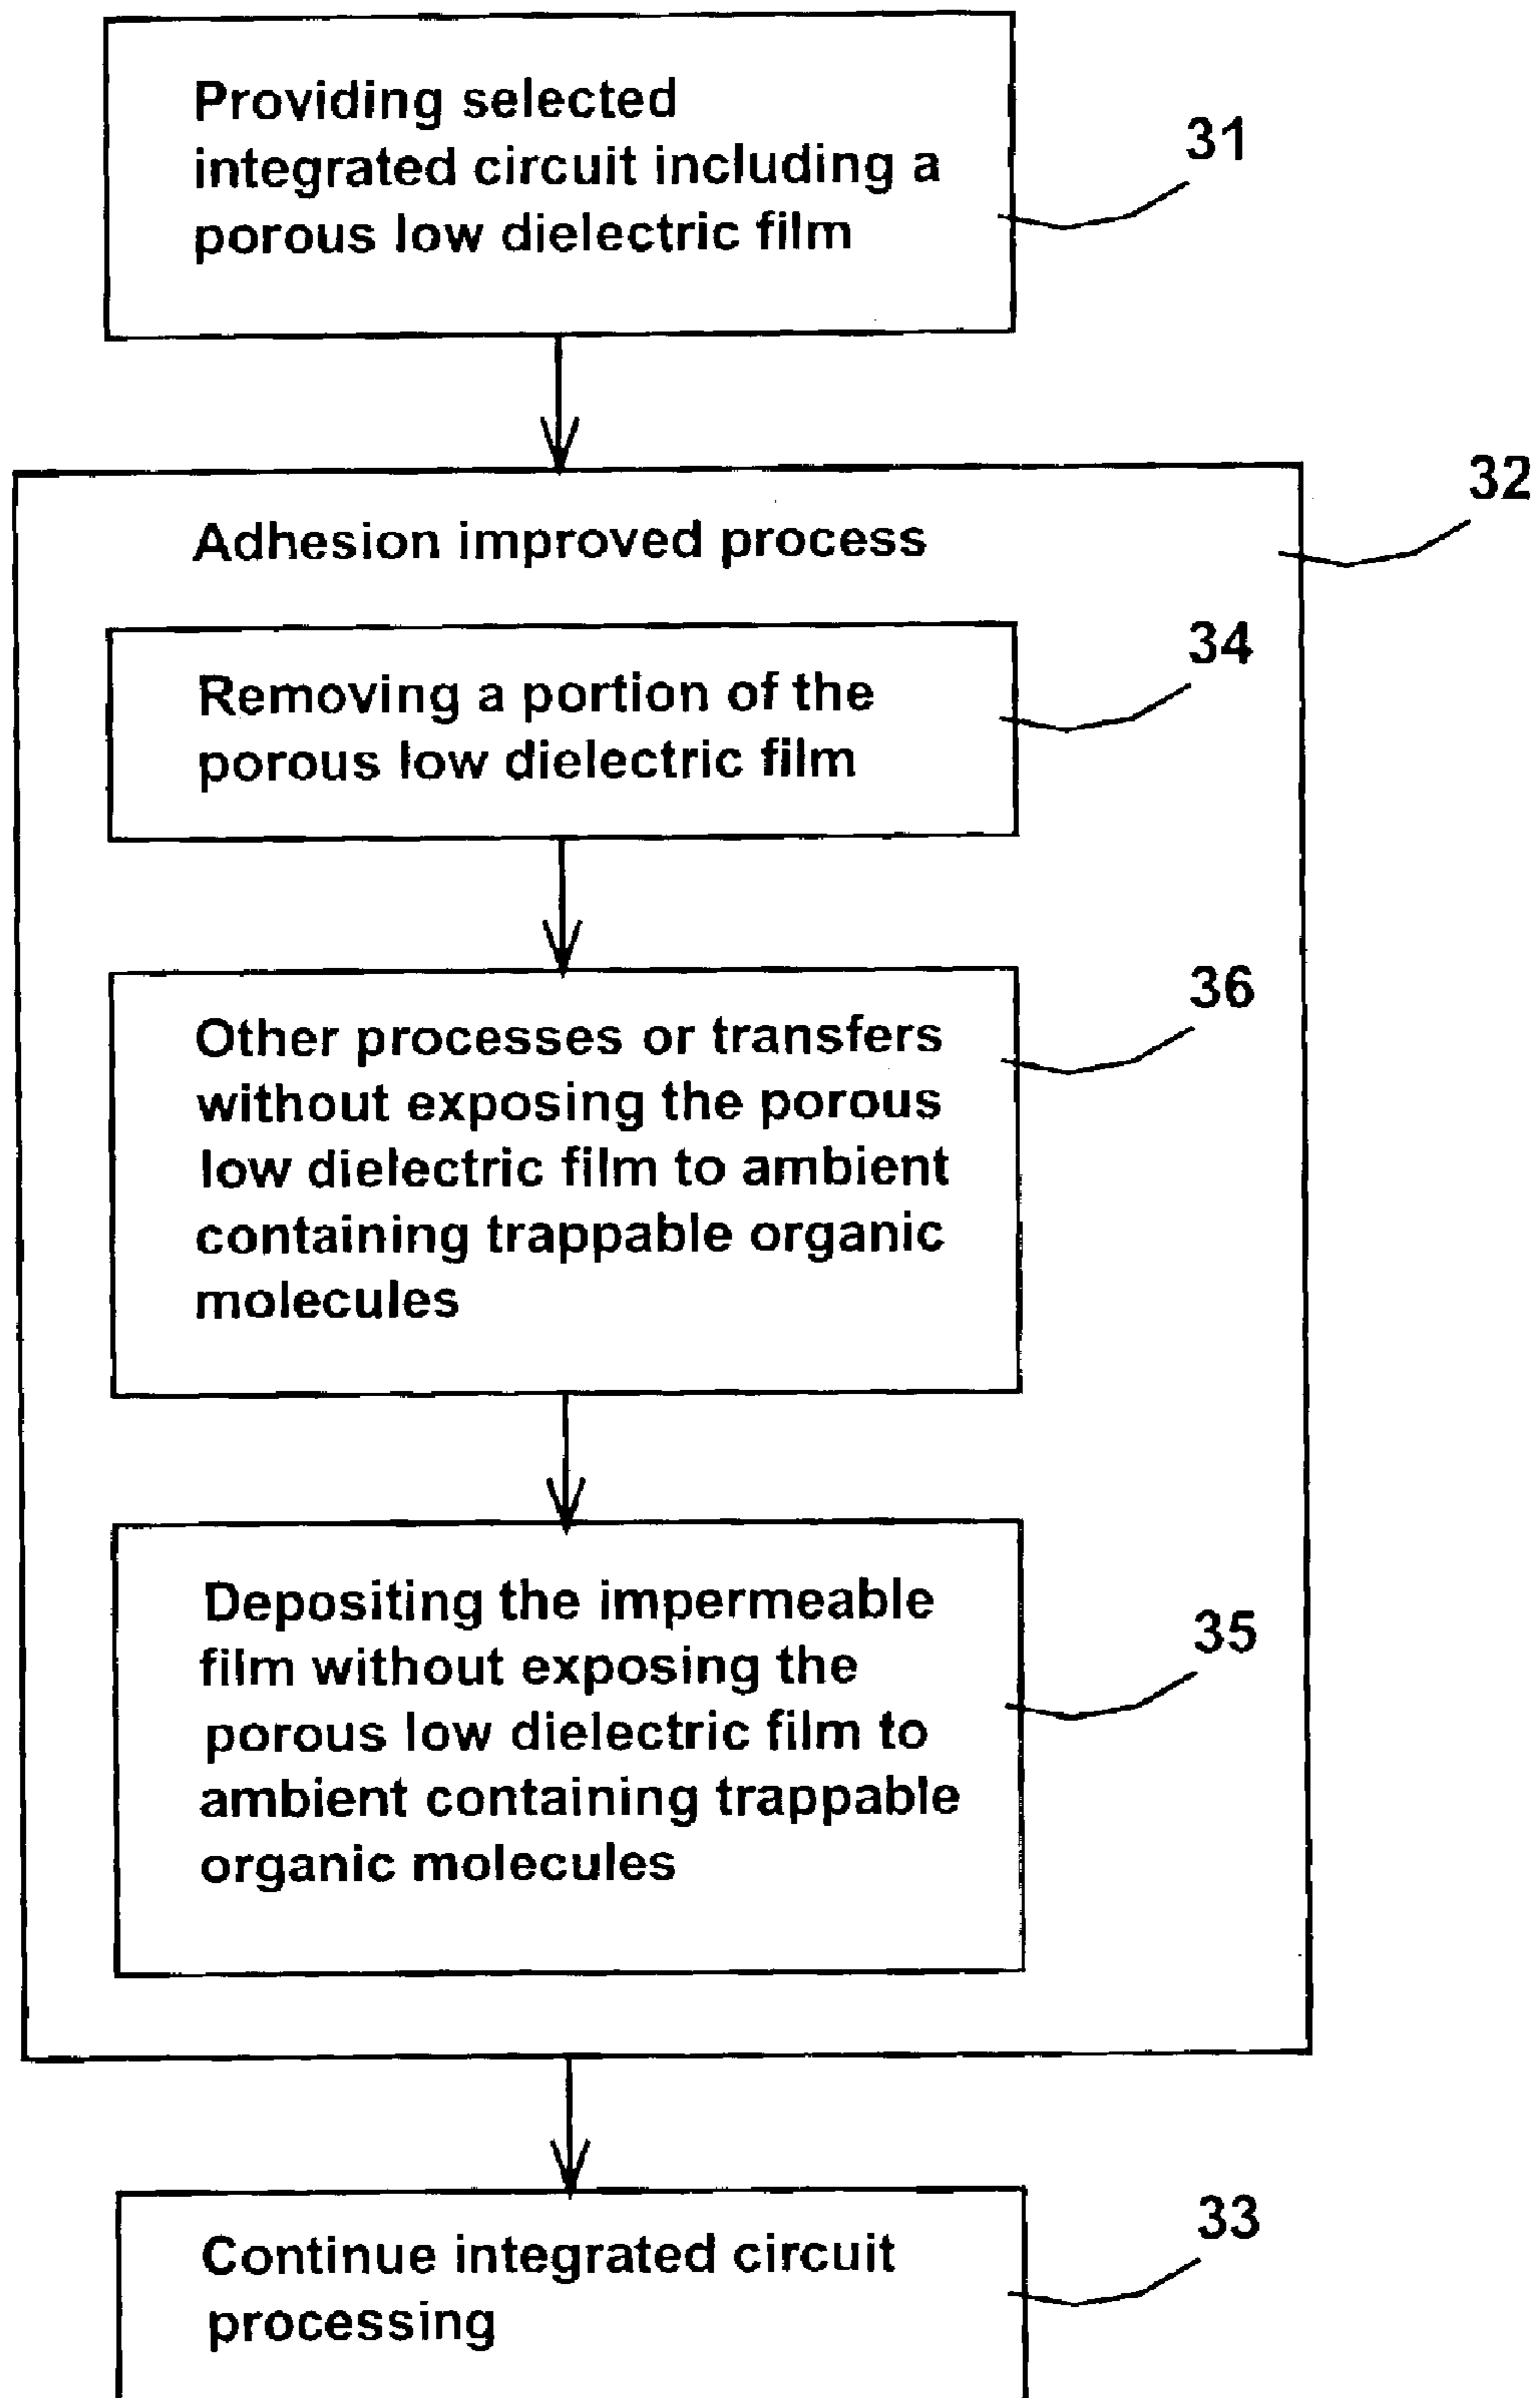 Providing selected
integrated circuit including a
porous low dielectric film
31
32
Adhesion improved process
34
Removing a portion of the
porous low dielectric film
36
Other processes or transfers
without exposing the porous
low dielectric film to ambient
containing trappable organic
molecules
Depositing the impermeable
film without exposing the
porous low dielectric film to
ambient containing trappable
organic molecules
35
33
Continue integrated circuit
processing